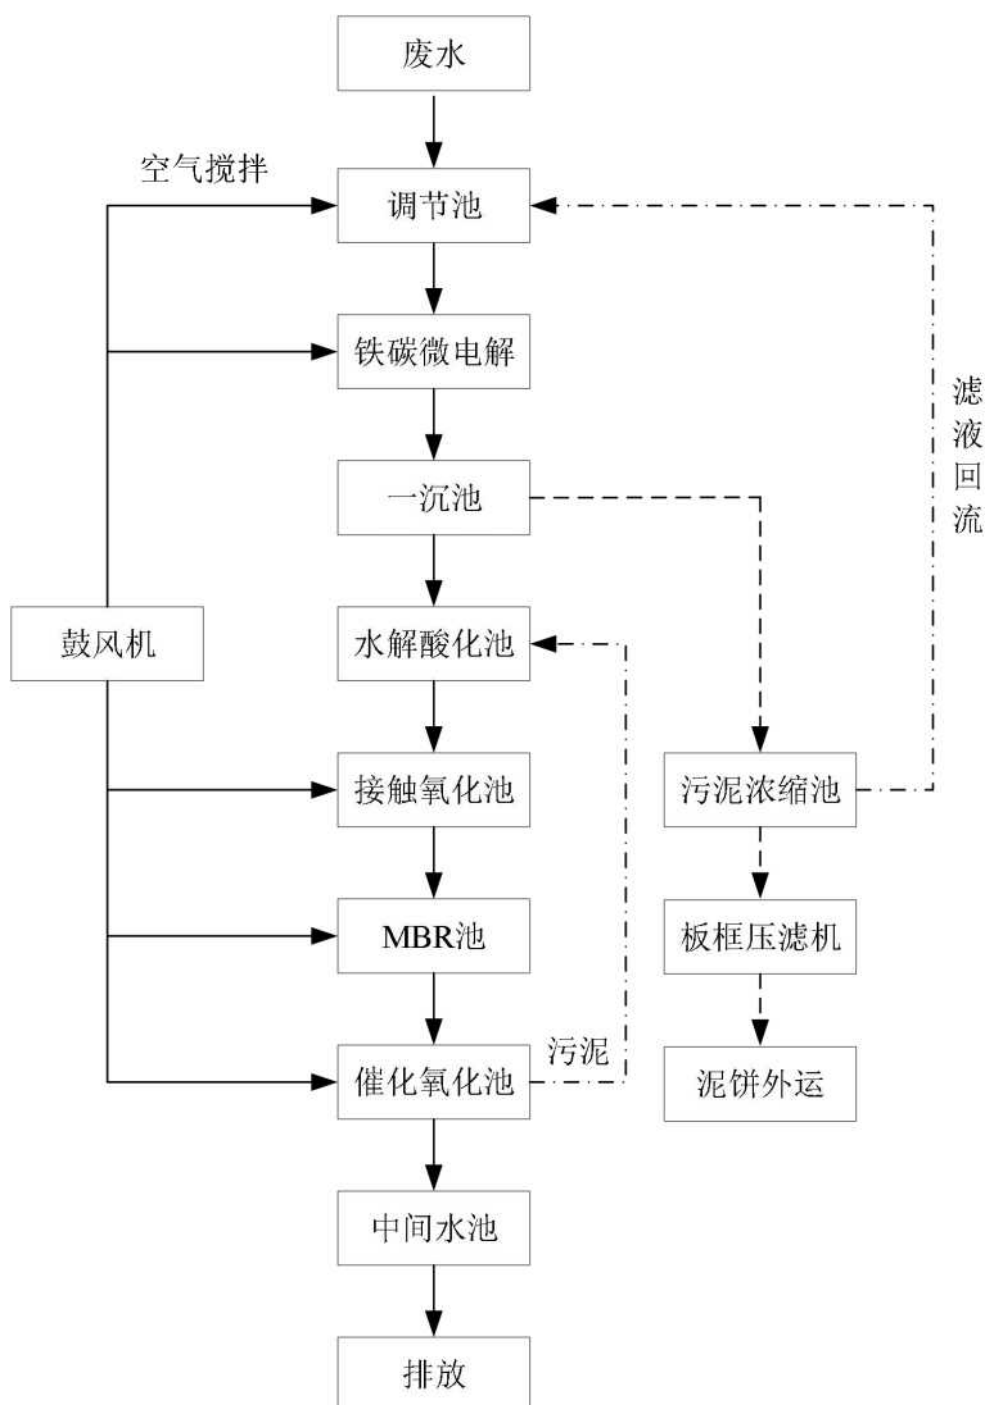 废水
空气搅拌
调节池
铁碳微电解
滤液回流
一沉池
鼓风机
水解酸化池
接触氧化池
污泥浓缩池
MBR池
板框压滤机
污泥
催化氧化池
泥饼外运
中间水池
排放